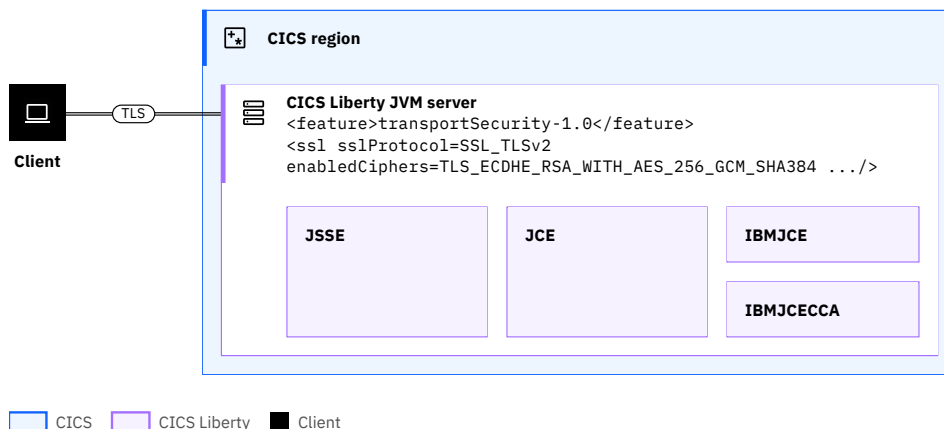 CICS region
CICS Liberty JVM server
<feature>transportSecurity-1.0</feature>
<ssl sslProtocol=SSL_TLSv2
enabledCiphers=TLS_ECDHE_RSA_WITH_AES_256_GCM_SHA384 .../>
TLS
Client
JSSE
JCE
IBMJCE
IBMJCECCA
CICS
CICS Liberty
Client